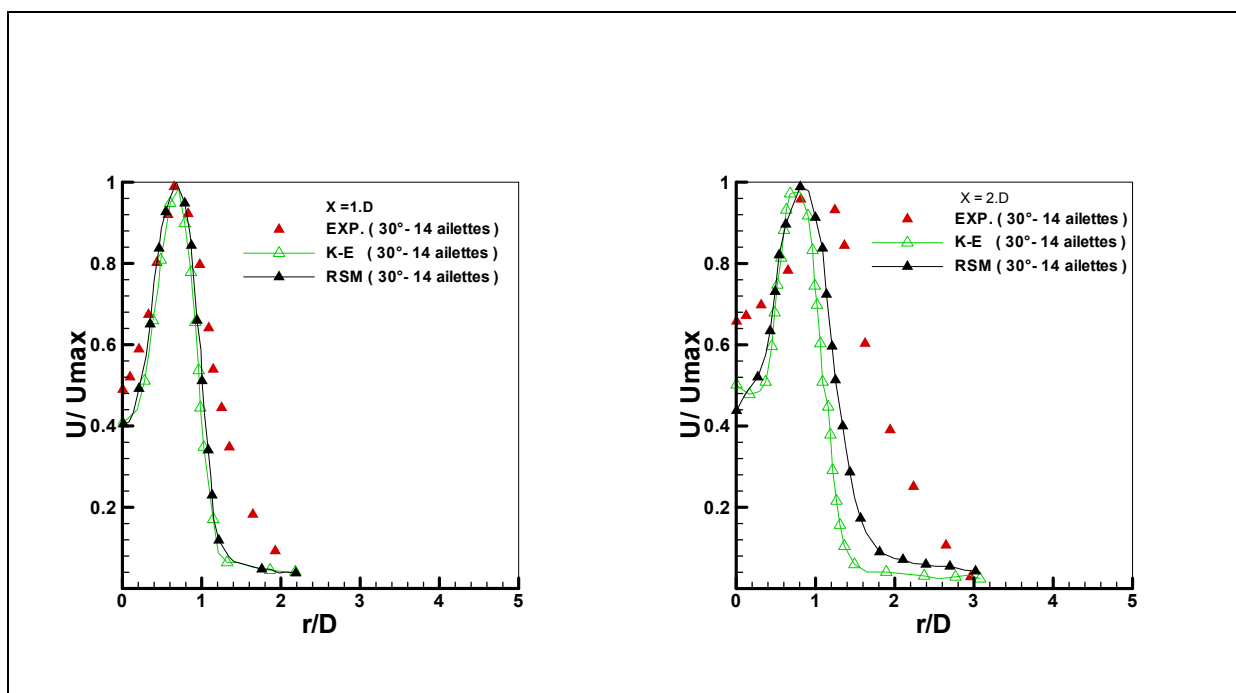 X =1.D
EXP. ( 30°- 14 ailettes )
K-E ( 30°- 14 ailettes )
RSM ( 30°- 14 ailettes )
U/ Umax
1
0.8
0.6
0.4
0.2
0 1 2 3 4 5
r/D
X = 2.D
EXP. ( 30°- 14 ailettes )
K-E ( 30°- 14 ailettes )
RSM ( 30°- 14 ailettes )
U/ Umax
1
0.8
0.6
0.4
0.2
0 1 2 3 4 5
r/D